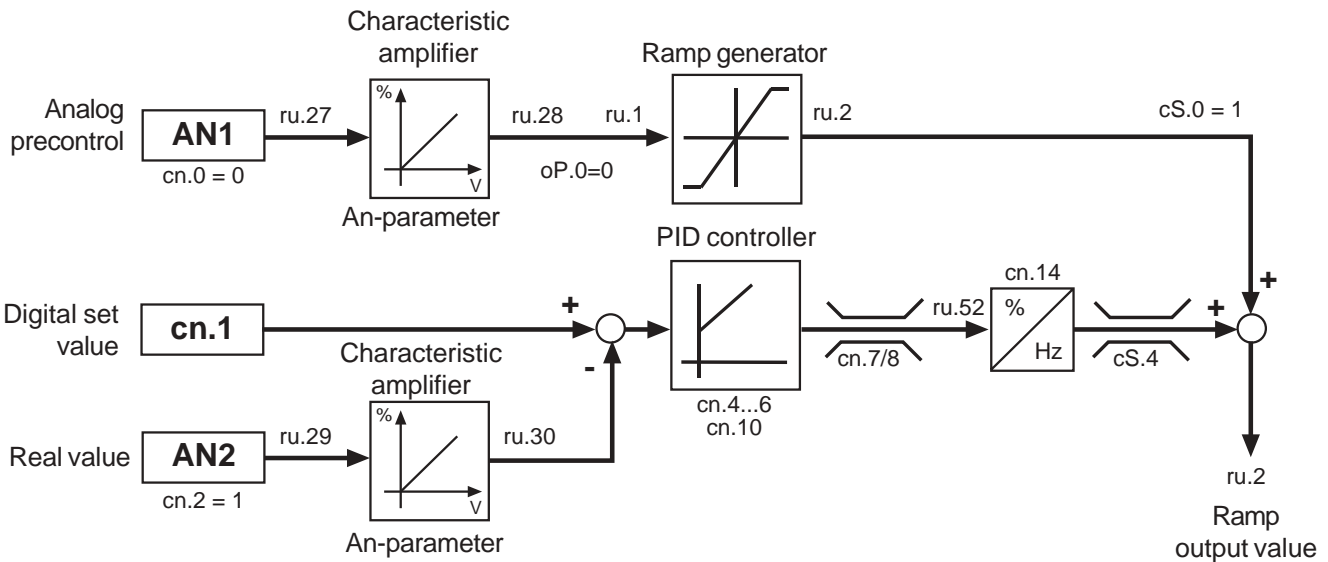 Characteristic
amplifier
Ramp generator
Analog
precontrol
AN1
cn.0 = 0
ru.27
%
V
An-parameter
ru.28
ru.1
oP.0=0
ru.2
cS.0 = 1
PID controller
Digital set
value
cn.1
+
-
Characteristic
amplifier
cn.4...6
cn.10
cn.7/8
ru.52
cn.14
%
Hz
cS.4
+
+
Real value
AN2
cn.2 = 1
ru.29
%
V
An-parameter
ru.30
ru.2
Ramp
output value